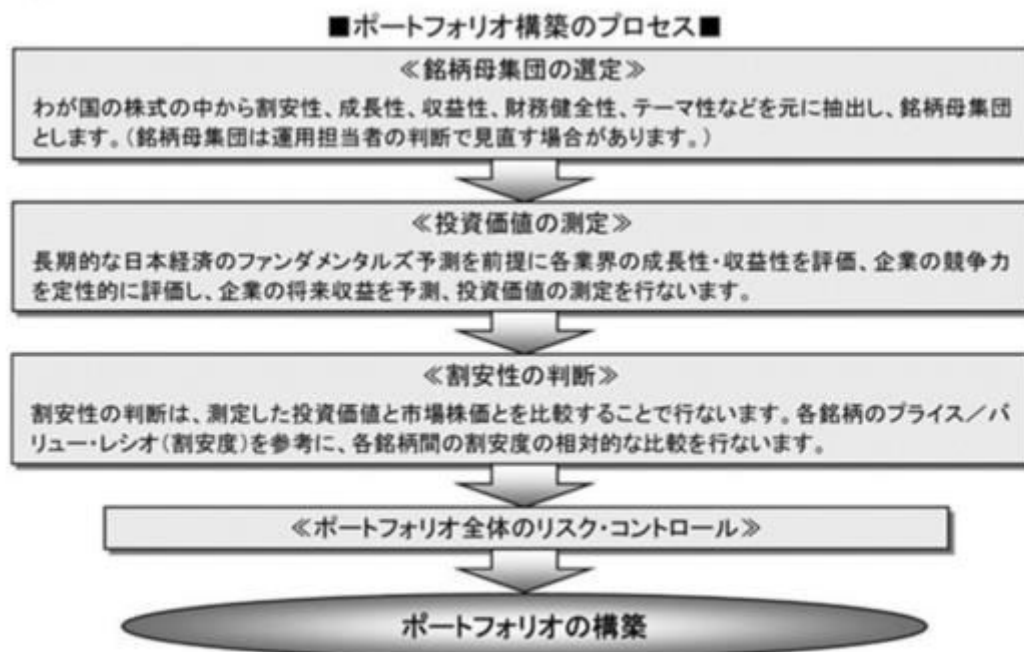 ■ポートフォリオ構築のプロセス■
≪銘柄母集団の選定≫
わが国の株式の中から割安性、成長性、収益性、財務健全性、テーマ性などを元に抽出し、銘柄母集団
とします。(銘柄母集団は運用担当者の判断で見直す場合があります。)
≪投資価値の測定≫
長期的な日本経済のファンダメンタルズ予測を前提に各業界の成長性・収益性を評価、企業の競争力
を定性的に評価し、企業の将来収益を予測、投資価値の測定を行ないます。
≪割安性の判断≫
割安性の判断は、測定した投資価値と市場株価とを比較することで行ないます。各銘柄のプライス／バ
リュー・レシオ(割安度)を参考に、各銘柄間の割安度の相対的な比較を行ないます。
≪ポートフォリオ全体のリスク・コントロール≫
ポートフォリオの構築